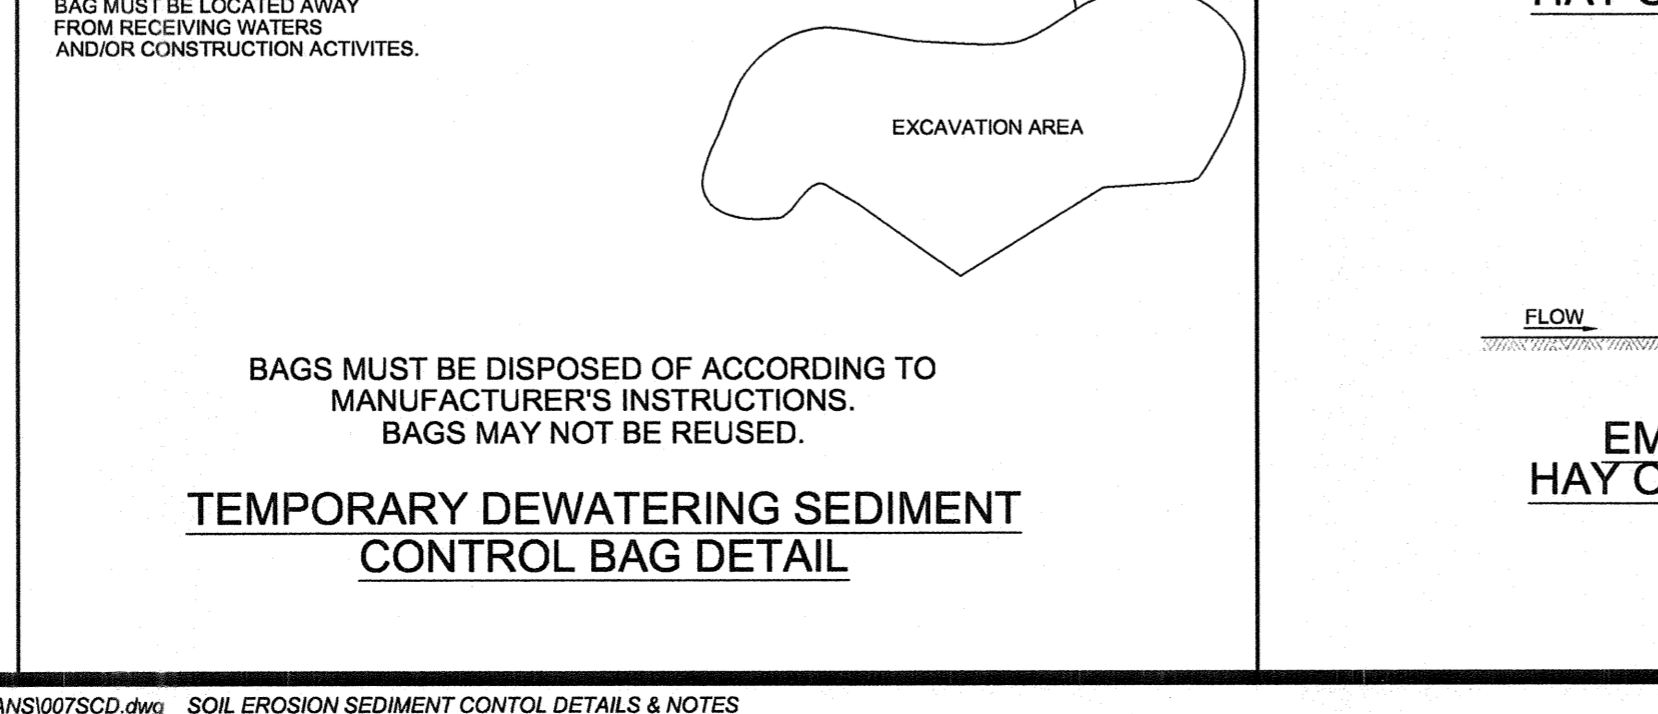 BAG MUST BE LOCATED AWAY
FROM RECEIVING WATERS
AND/OR CONSTRUCTION ACTIVITES.
EXCAVATION AREA
BAGS MUST BE DISPOSED OF ACCORDING TO
MANUFACTURER'S INSTRUCTIONS.
BAGS MAY NOT BE REUSED.
TEMPORARY DEWATERING SEDIMENT
CONTROL BAG DETAIL
FLOW
EM
HAY C
ANS\007SCD.dwg SOIL EROSION SEDIMENT CONTOL DETAILS & NOTES